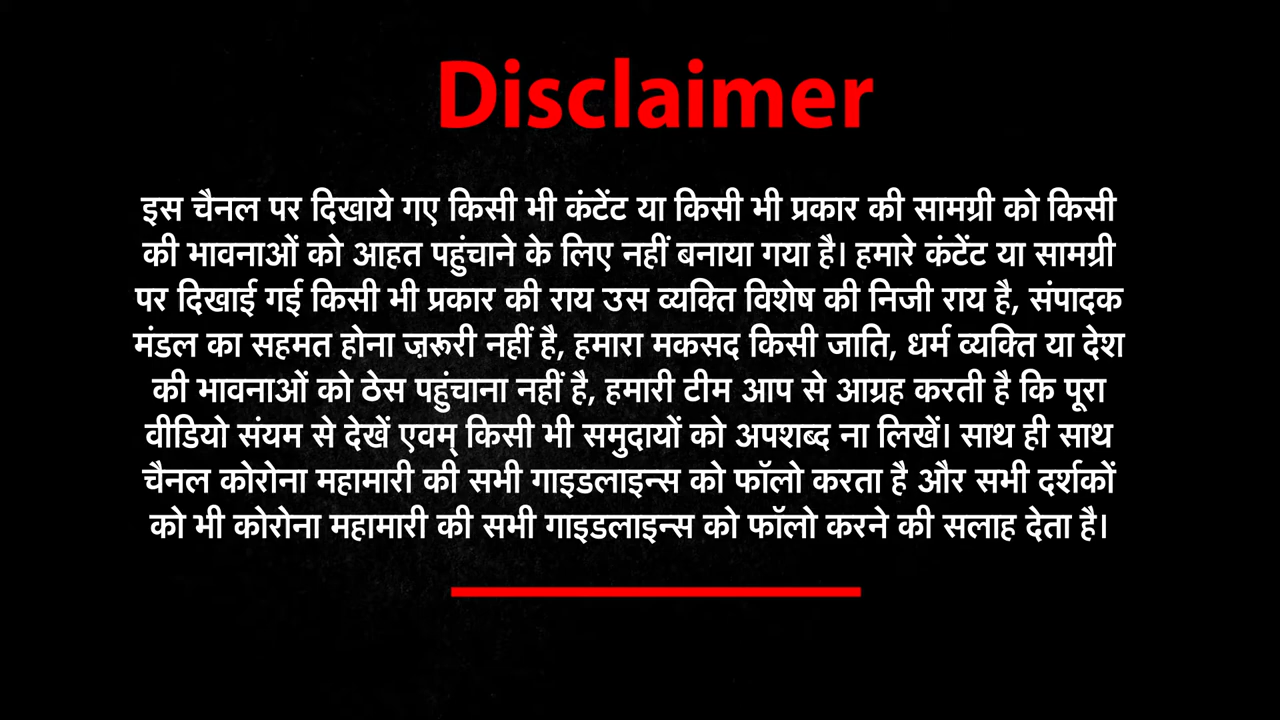 Disclaimer
इस चैनल पर दिखाये गए किसी भी कंटेंट या किसी भी प्रकार की सामग्री को किसी
की भावनाओं को आहत पहुंचाने के लिए नहीं बनाया गया है। हमारे कंटेंट या सामग्री
पर दिखाई गई किसी भी प्रकार की राय उस व्यक्ति विशेष की निजी राय है, संपादक
मंडल का सहमत होना ज़रूरी नहीं है, हमारा मकसद किसी जाति, धर्म व्यक्ति या देश
की भावनाओं को ठेस पहुंचाना नहीं है, हमारी टीम आप से आग्रह करती है कि पूरा
वीडियो संयम से देखें एवम् किसी भी समुदायों को अपशब्द ना लिखें। साथ ही साथ
चैनल कोरोना महामारी की सभी गाइडलाइन्स को फॉलो करता है और सभी दर्शकों
को भी कोरोना महामारी की सभी गाइडलाइन्स को फॉलो करने की सलाह देता है।